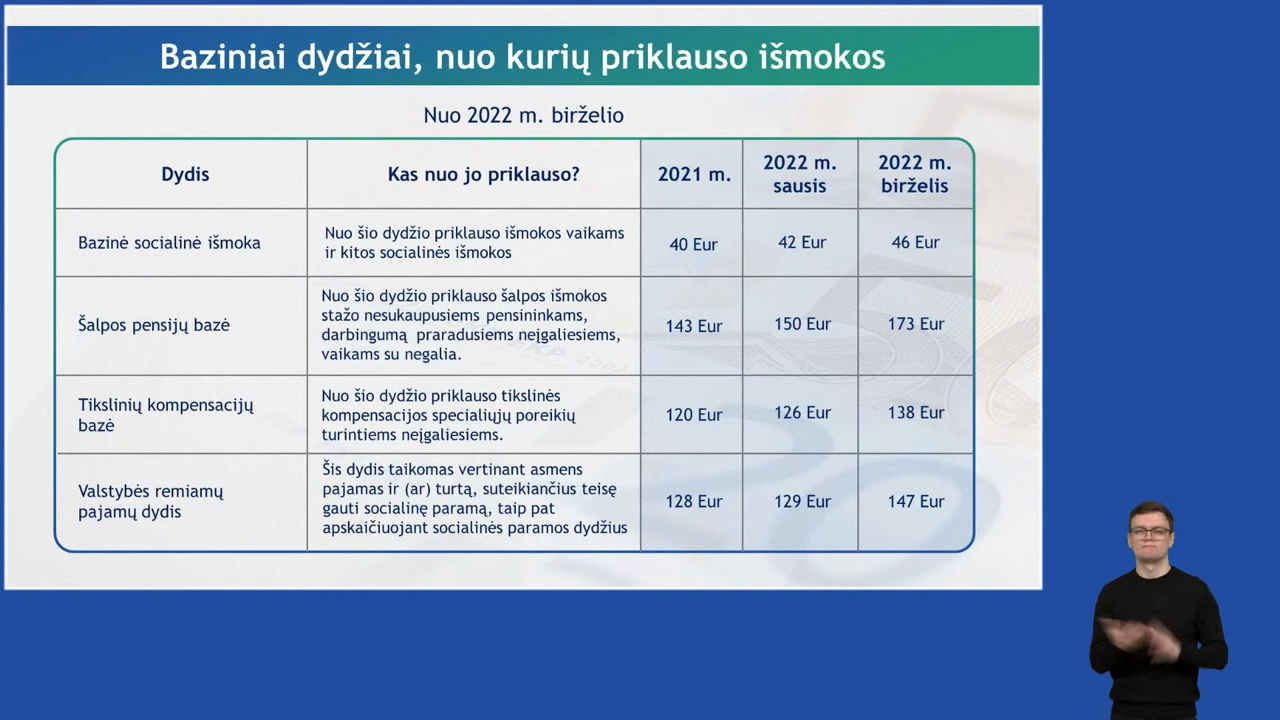 Baziniai dydžiai, nuo kurių priklauso išmokos
Nuo 2022 m. birželio
Dydis
Kas nuo jo priklauso?
2021 m.
2022 m.
sausis
2022 m.
birželis
Bazinė socialinė išmoka
Nuo šio dydžio priklauso išmokos vaikams
ir kitos socialinės išmokos
40 Eur
42 Eur
46 Eur
Šalpos pensijų bazė
Nuo šio dydžio priklauso šalpos išmokos
stažo nesukaupusiems pensininkams,
darbingumą praradusiems neįgaliesiems,
vaikams su negalia.
143 Eur
150 Eur
173 Eur
Tikslinių kompensacijų
bazė
Nuo šio dydžio priklauso tikslinės
kompensacijos specialiųjų poreikių
turintiems neįgaliesiems.
120 Eur
126 Eur
138 Eur
Valstybės remiamų
pajamų dydis
Šis dydis taikomas vertinant asmens
pajamas ir (ar) turtą, suteikiančius teisę
gauti socialinę paramą, taip pat
apskaičiuojant socialinės paramos dydžius
128 Eur
129 Eur
147 Eur